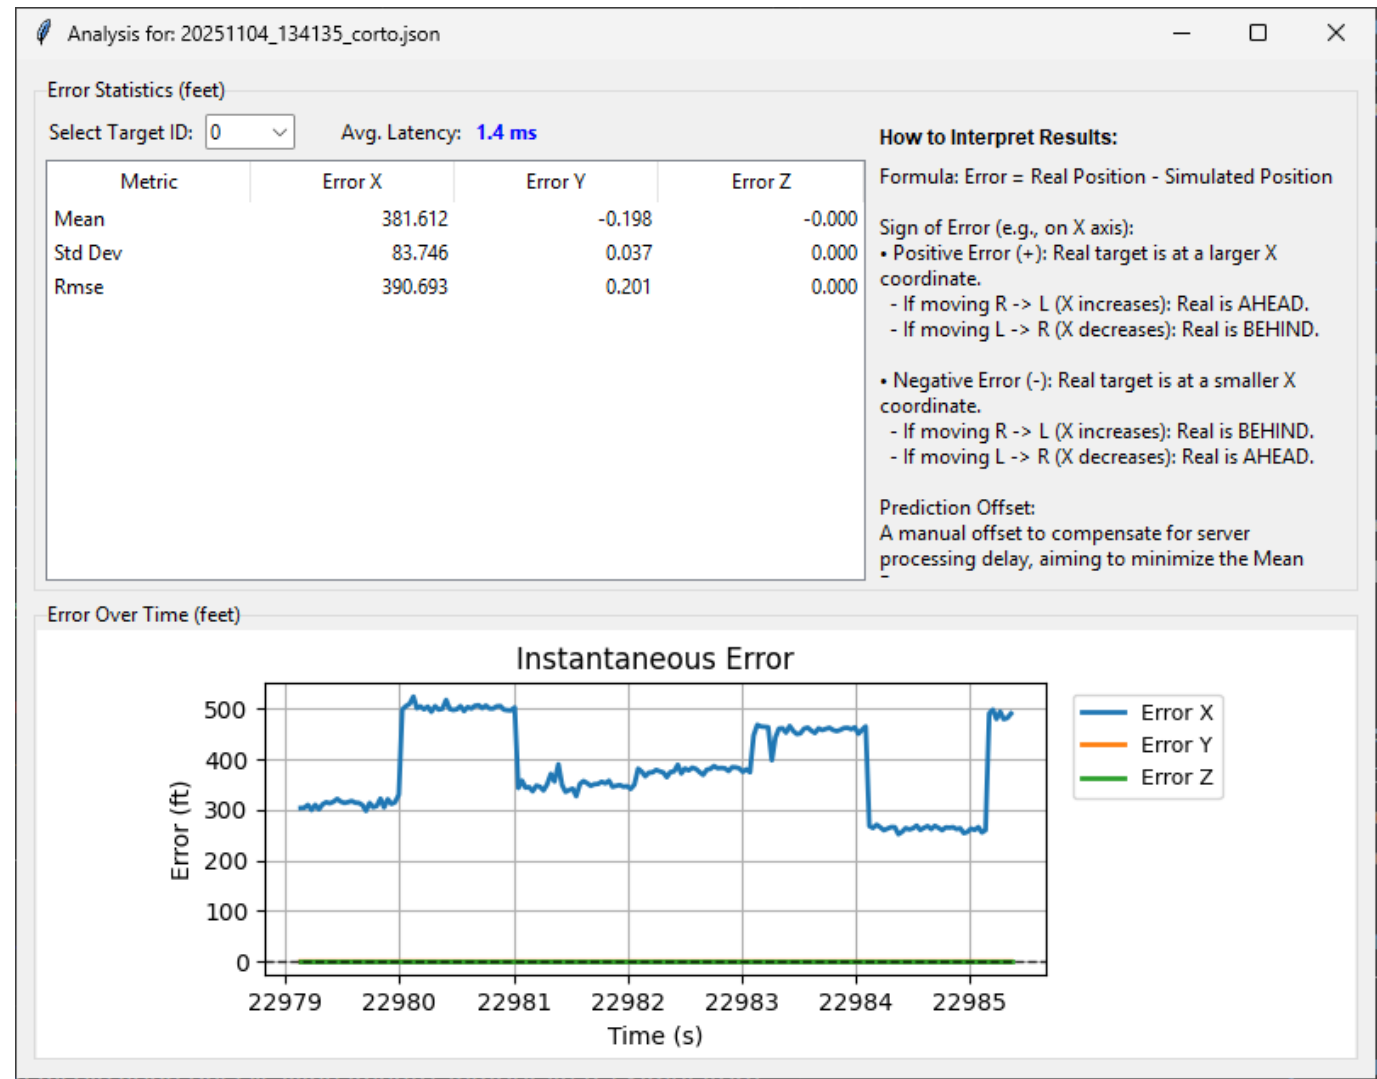 Analysis for: 20251104_134135_corto.json
Error Statistics (feet)
Select Target ID: 0 Avg. Latency: 1.4 ms
Metric Error X Error Y Error Z
Mean 381.612 -0.198 -0.000
Std Dev 83.746 0.037 0.000
Rmse 390.693 0.201 0.000
How to Interpret Results:
Formula: Error = Real Position - Simulated Position
Sign of Error (e.g., on X axis):
• Positive Error (+): Real target is at a larger X
coordinate.
- If moving R -> L (X increases): Real is AHEAD.
- If moving L -> R (X decreases): Real is BEHIND.
• Negative Error (-): Real target is at a smaller X
coordinate.
- If moving R -> L (X increases): Real is BEHIND.
- If moving L -> R (X decreases): Real is AHEAD.
Prediction Offset:
A manual offset to compensate for server
processing delay, aiming to minimize the Mean
Error Over Time (feet)
Instantaneous Error
500
400
300
200
100
0
Error (ft)
22979 22980 22981 22982 22983 22984 22985
Time (s)
Error X
Error Y
Error Z